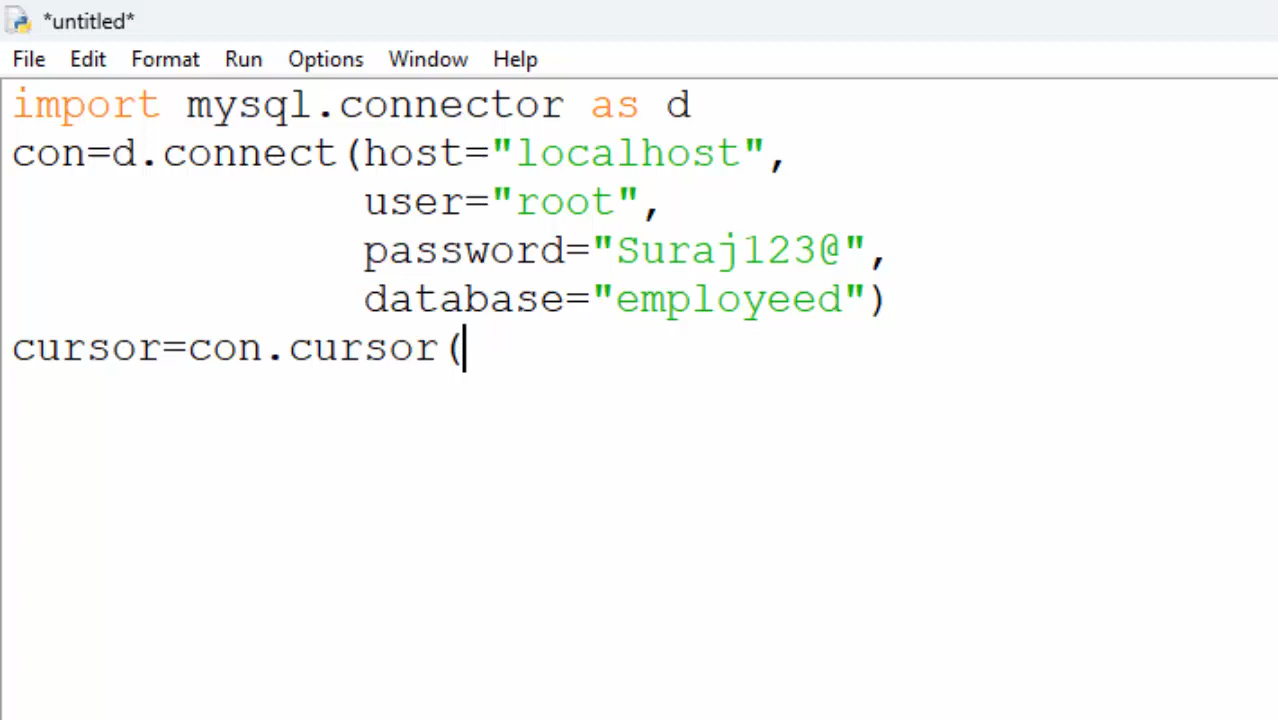 *untitled*
File Edit Format Run Options Window Help
import mysql.connector as d
con=d.connect(host="localhost",
              user="root",
              password="Suraj123@",
              database="employeed")
cursor=con.cursor(